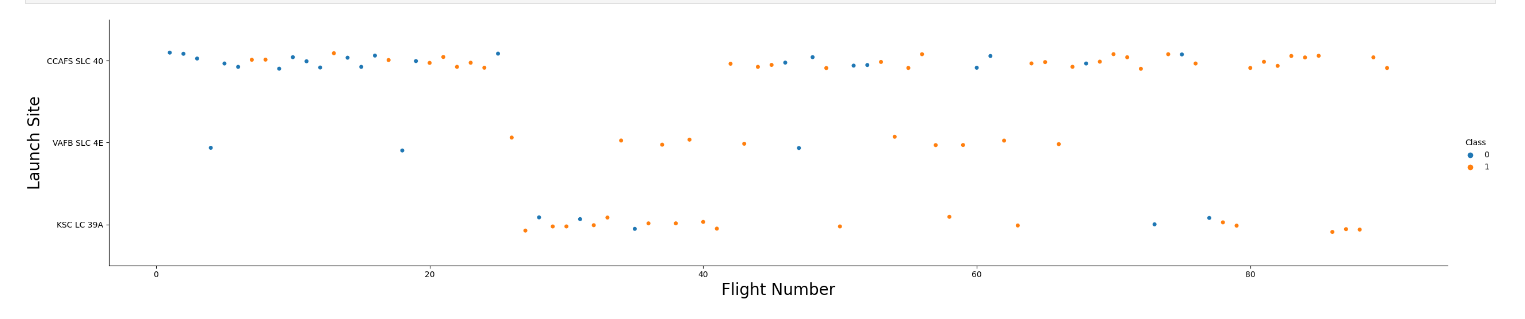 CCAFS SLC 40
VAFB SLC 4E
KSC LC 39A
Launch Site
0 20 40 60 80
Flight Number
Class
0
1